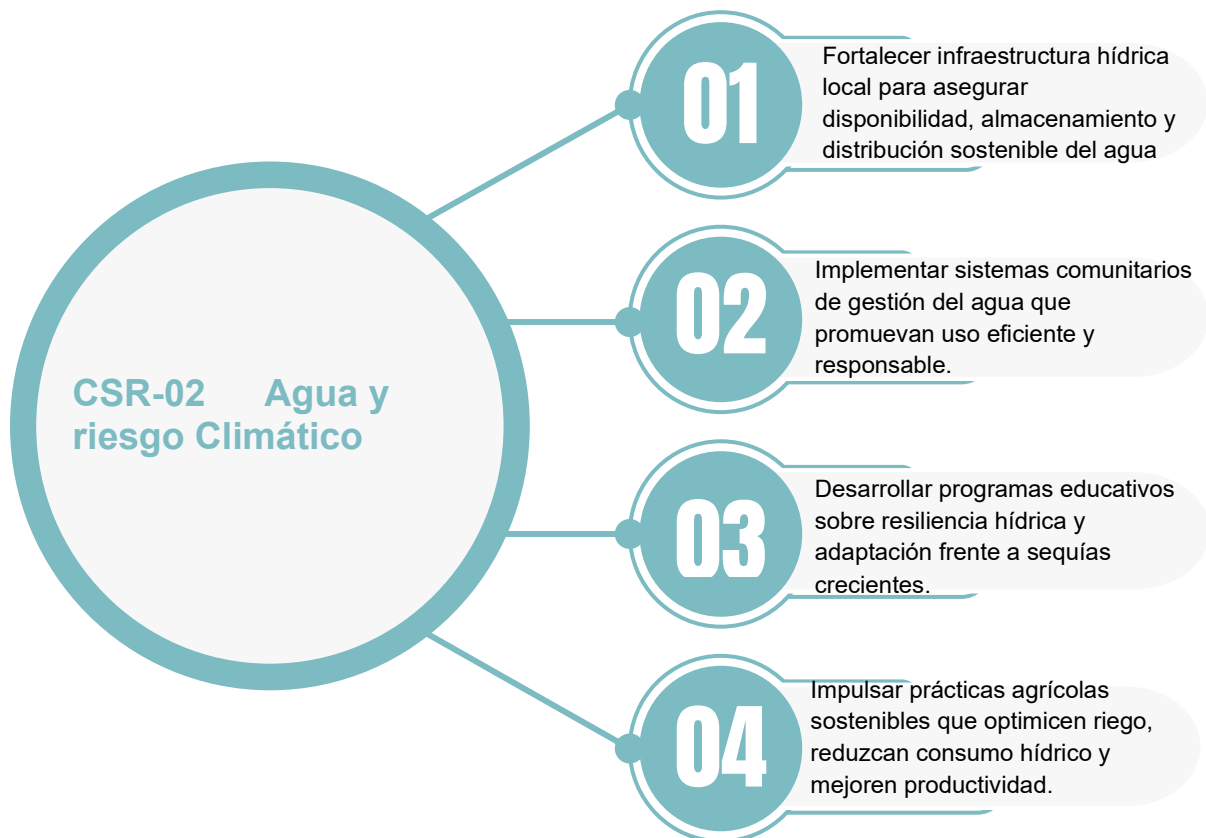 CSR-02 Agua y
riesgo Climático
01
Fortalecer infraestructura hídrica
local para asegurar
disponibilidad, almacenamiento y
distribución sostenible del agua
02
Implementar sistemas comunitarios
de gestión del agua que
promuevan uso eficiente y
responsable.
03
Desarrollar programas educativos
sobre resiliencia hídrica y
adaptación frente a sequías
crecientes.
04
Impulsar prácticas agrícolas
sostenibles que optimicen riego,
reduzcan consumo hídrico y
mejoren productividad.